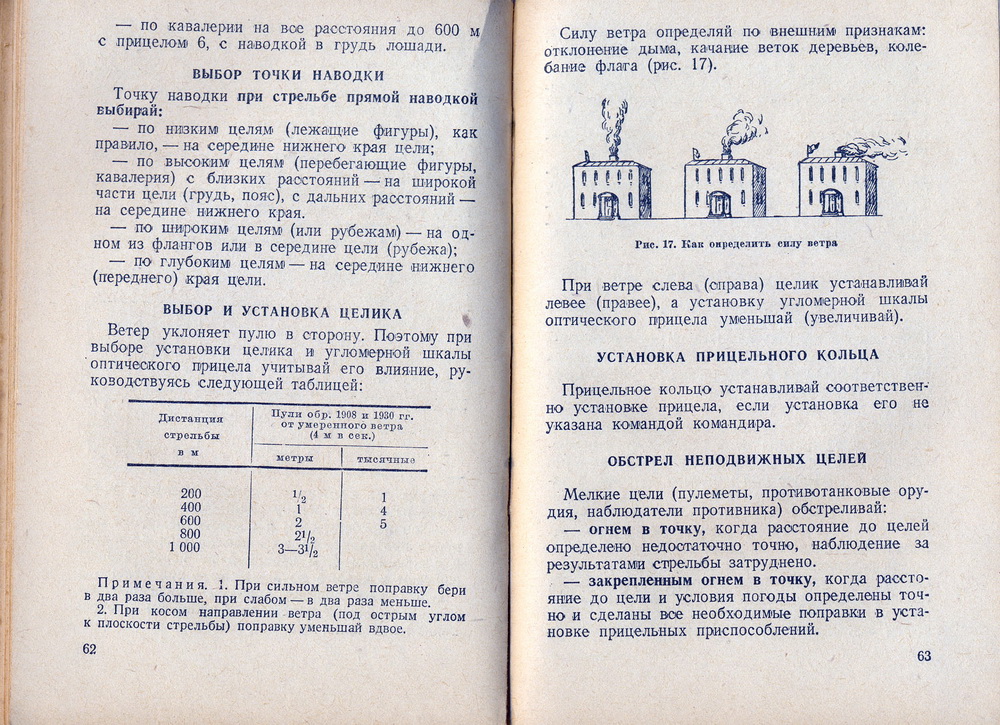 — по кавалерии на все расстояния до 600 м
с прицелом 6, с наводкой в грудь лошади.
ВЫБОР ТОЧКИ НАВОДКИ
Точку наводки при стрельбе прямой наводкой
выбирай:
— по низким целям (лежащие фигуры), как
правило, — на середине нижнего края цели;
— по высоким целям (перебегающие фигуры,
кавалерия) с близких расстояний — на широкой
части цели (грудь, пояс), с дальних расстояний —
на середине нижнего края.
— по широким целям (или рубежам) — на од-
ном из флангов или в середине цели (рубежа);
— по глубоким целям — на середине нижнего
(переднего) края цели.
ВЫБОР И УСТАНОВКА ЦЕЛИКА
Ветер уклоняет пулю в сторону. Поэтому при
выборе установки целика и угломерной шкалы
оптического прицела учитывай его влияние, ру-
ководствуясь следующей таблицей:
Дистанция стрельбы в м
Пули обр. 1908 и 1930 гг.
от умеренного ветра
(4 м в сек.)
метры тысячные
200 1/2 1
400 1 4
600 2 5
800 2 1/2
1 000 3—3 1/2
Примечания. 1. При сильном ветре поправку бери
в два раза больше, при слабом — в два раза меньше.
2. При косом направлении ветра (под острым углом
к плоскости стрельбы) поправку уменьшай вдвое.
62
Силу ветра определяй по внешним признакам:
отклонение дыма, качание веток деревьев, коле-
бание флага (рис. 17).
Рис. 17. Как определить силу ветра
При ветре слева (справа) целик устанавливай
левее (правее), а установку угломерной шкалы
оптического прицела уменьшай (увеличивай).
УСТАНОВКА ПРИЦЕЛЬНОГО КОЛЬЦА
Прицельное кольцо устанавливай соответствен-
но установке прицела, если установка его не
указана командой командира.
ОБСТРЕЛ НЕПОДВИЖНЫХ ЦЕЛЕЙ
Мелкие цели (пулеметы, противотанковые ору-
дия, наблюдатели противника) обстреливай:
— огнем в точку, когда расстояние до целей
определено недостаточно точно, наблюдение за
результатами стрельбы затруднено.
— закрепленным огнем в точку, когда рассто-
яние до цели и условия погоды определены точ-
но и сделаны все необходимые поправки в уста-
новке прицельных приспособлений.
63